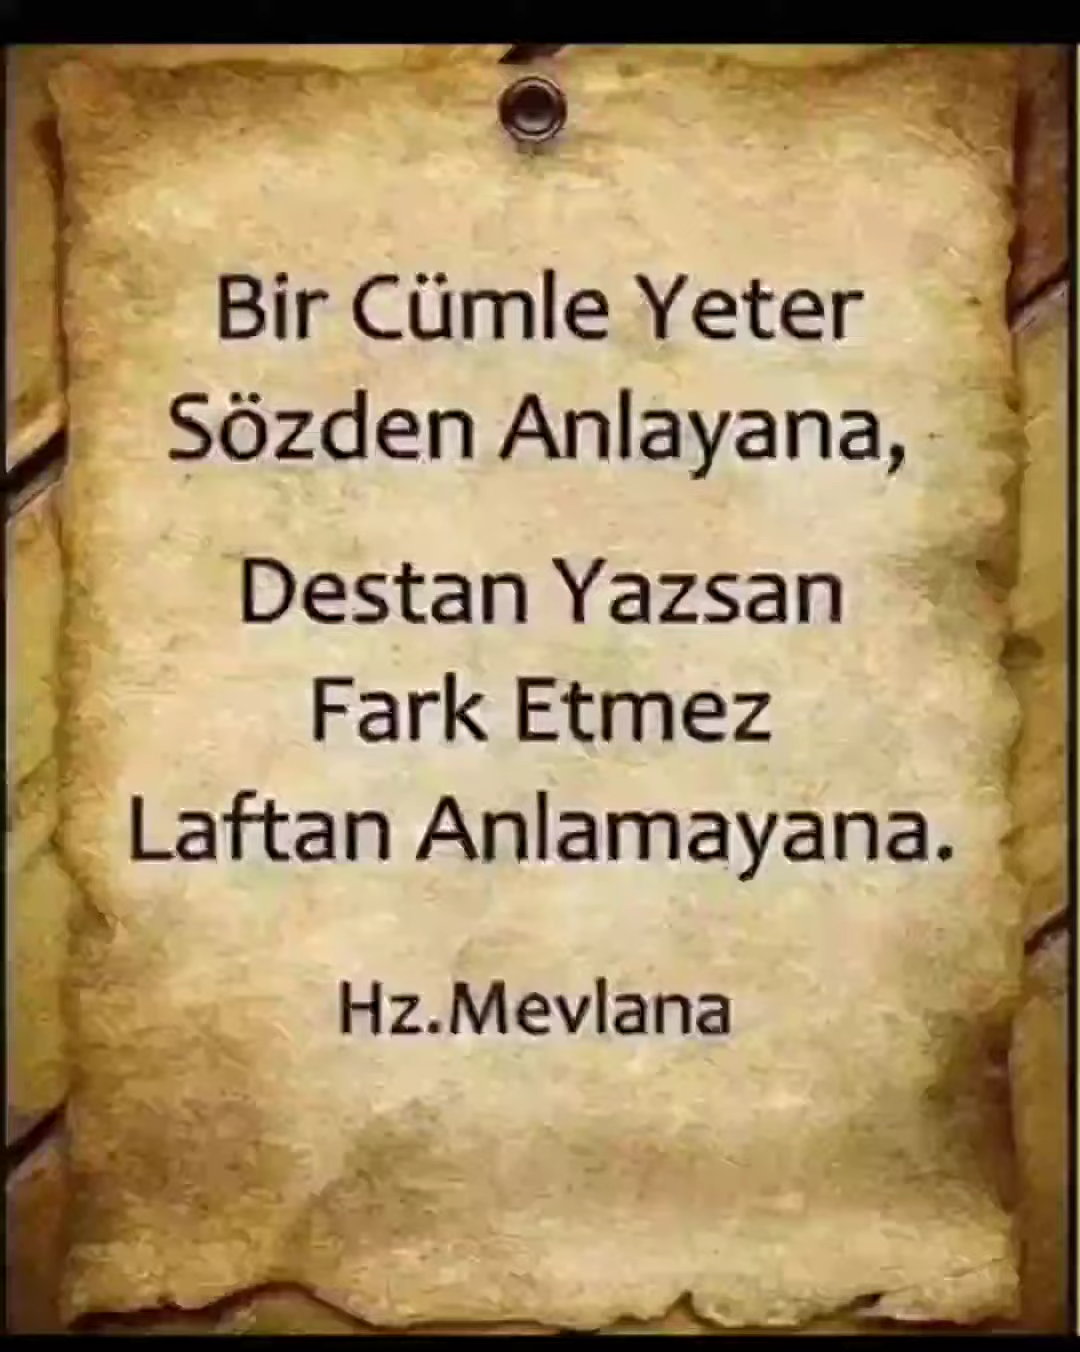 Bir Cümle Yeter
Sözden Anlayana,
Destan Yazsan
Fark Etmez
Laftan Anlamayana.
Hz.Mevlana